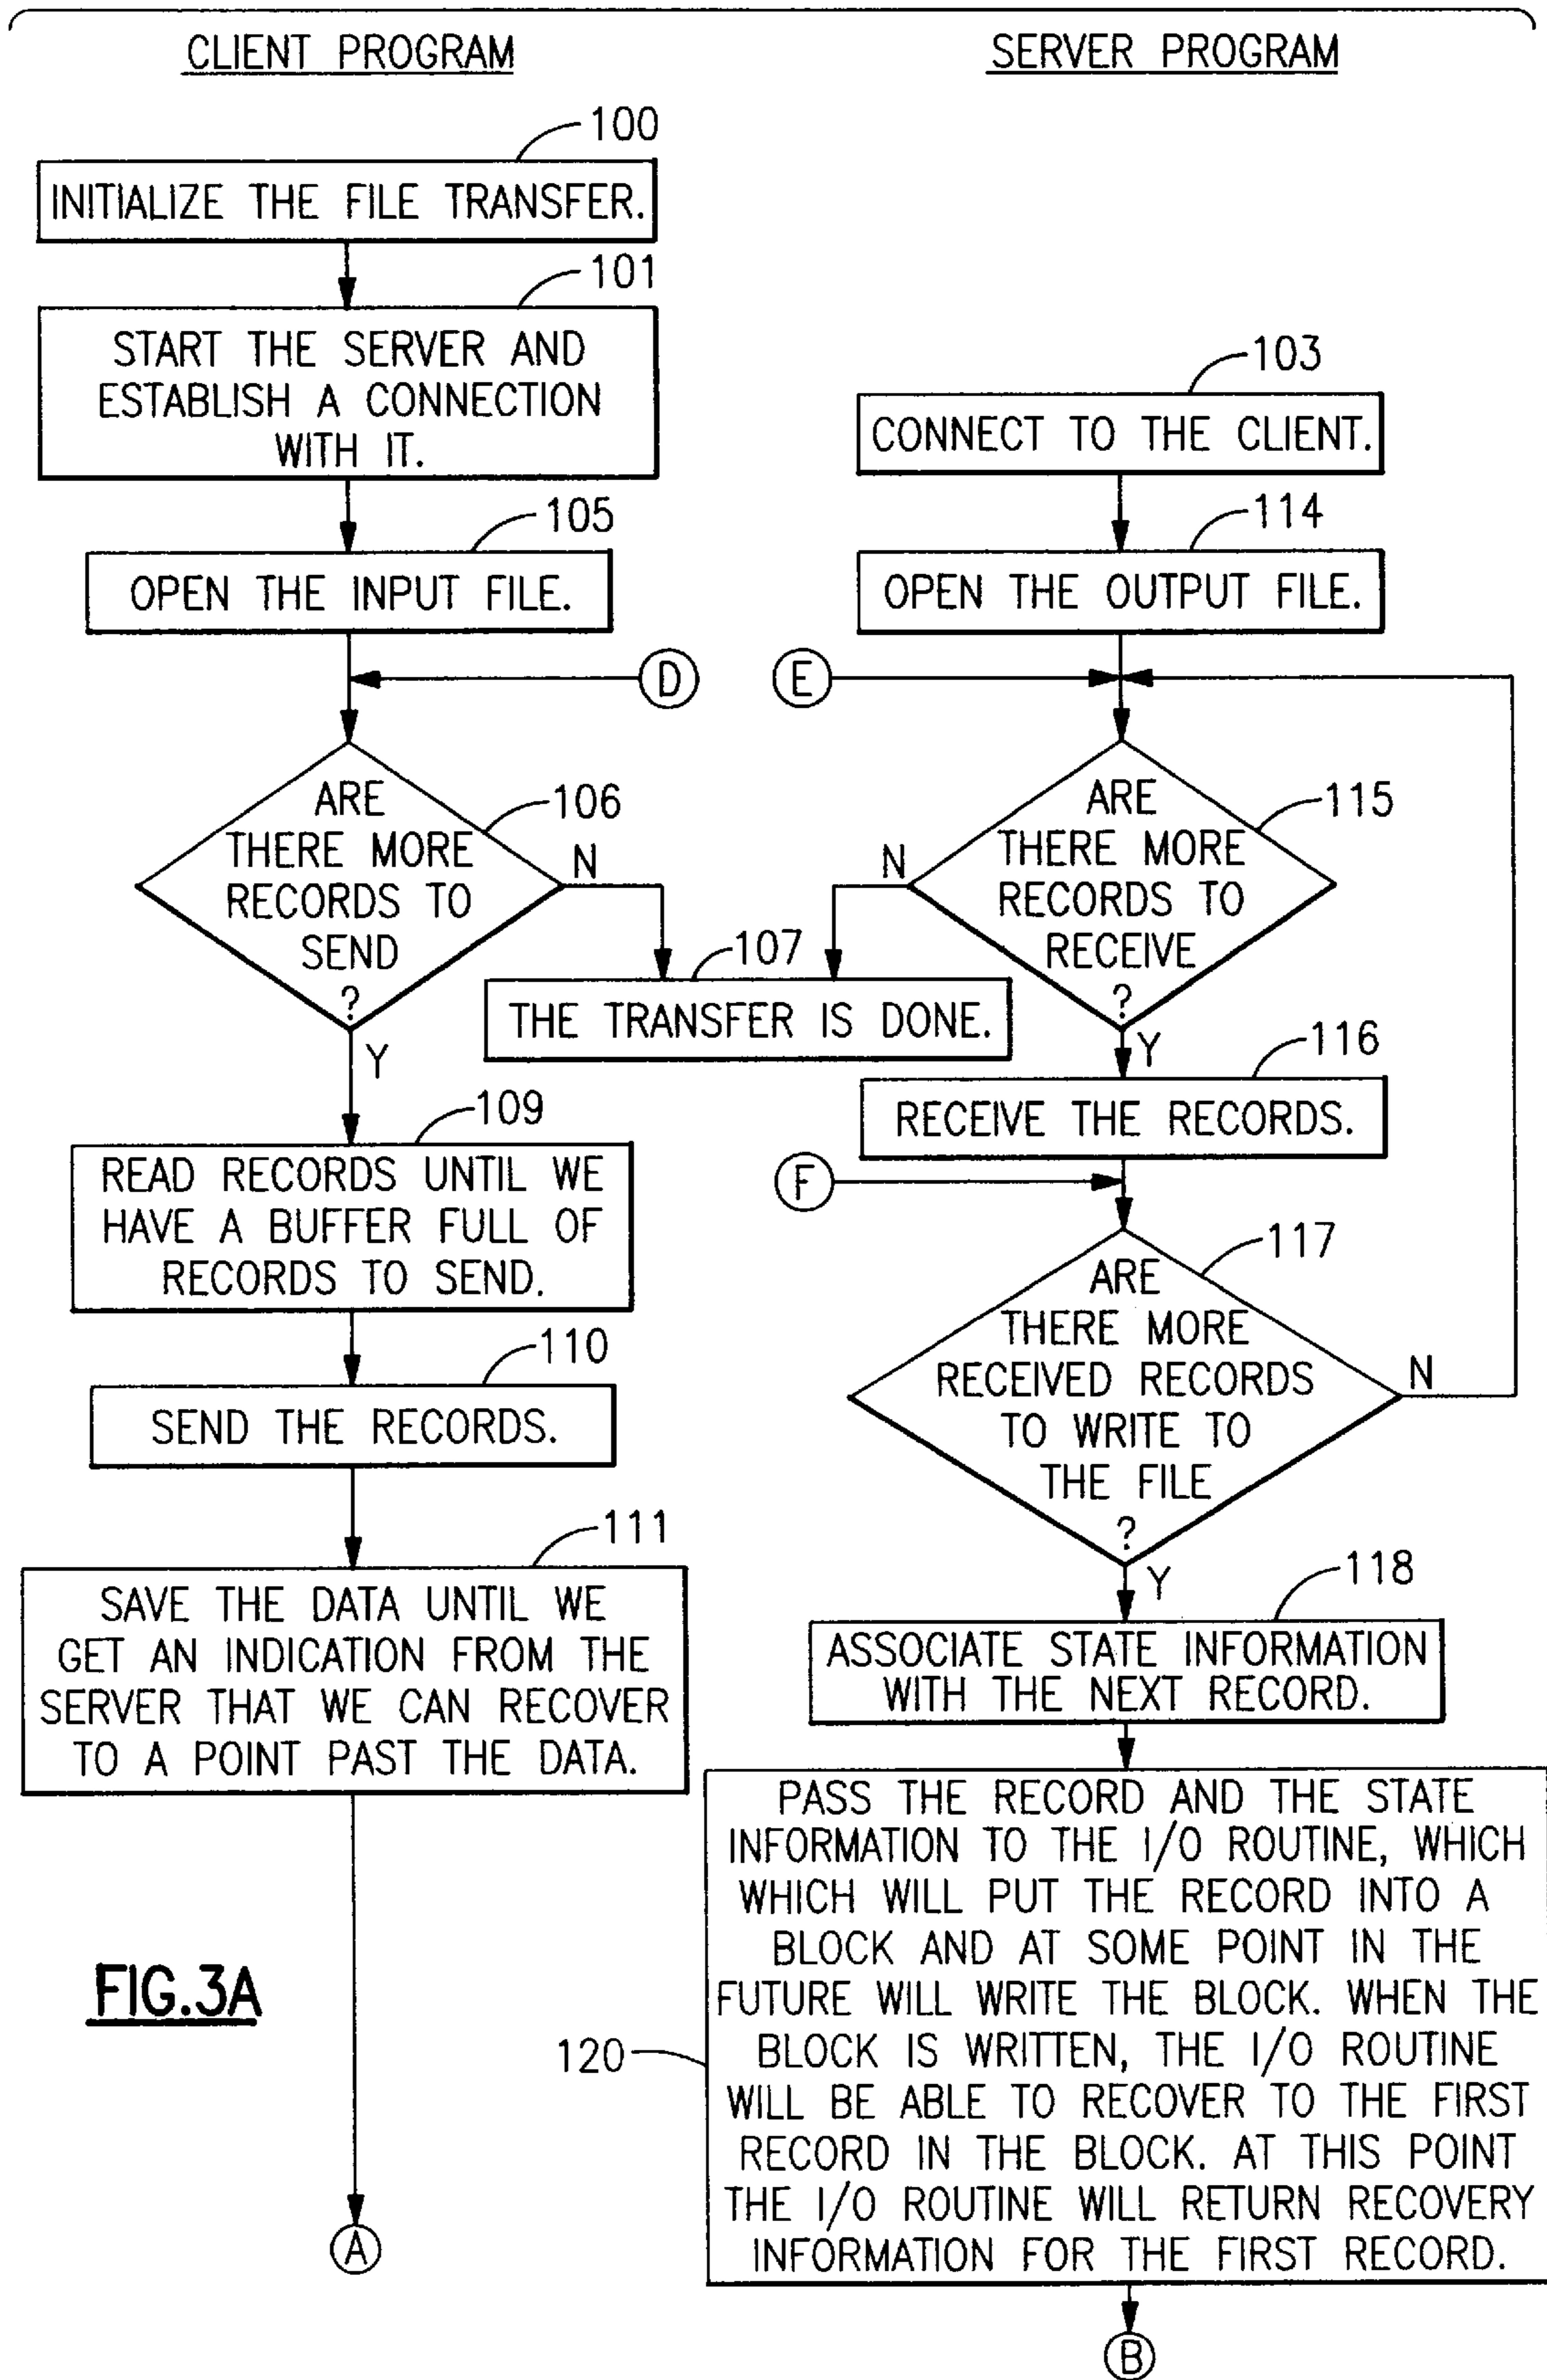 CLIENT PROGRAM
100
INITIALIZE THE FILE TRANSFER.
101
START THE SERVER AND
ESTABLISH A CONNECTION
WITH IT.
105
OPEN THE INPUT FILE.
D
ARE
THERE MORE
RECORDS TO
SEND
?
106
N
Y
107
THE TRANSFER IS DONE.
109
READ RECORDS UNTIL WE
HAVE A BUFFER FULL OF
RECORDS TO SEND.
110
SEND THE RECORDS.
111
SAVE THE DATA UNTIL WE
GET AN INDICATION FROM THE
SERVER THAT WE CAN RECOVER
TO A POINT PAST THE DATA.
A
FIG.3A
SERVER PROGRAM
103
CONNECT TO THE CLIENT.
114
OPEN THE OUTPUT FILE.
E
ARE
THERE MORE
RECORDS TO
RECEIVE
?
115
N
Y
116
RECEIVE THE RECORDS.
F
117
ARE
THERE MORE
RECEIVED RECORDS
TO WRITE TO
THE FILE
?
N
Y
118
ASSOCIATE STATE INFORMATION
WITH THE NEXT RECORD.
120
PASS THE RECORD AND THE STATE
INFORMATION TO THE I/O ROUTINE, WHICH
WHICH WILL PUT THE RECORD INTO A
BLOCK AND AT SOME POINT IN THE
FUTURE WILL WRITE THE BLOCK. WHEN THE
BLOCK IS WRITTEN, THE I/O ROUTINE
WILL BE ABLE TO RECOVER TO THE FIRST
RECORD IN THE BLOCK. AT THIS POINT
THE I/O ROUTINE WILL RETURN RECOVERY
INFORMATION FOR THE FIRST RECORD.
B